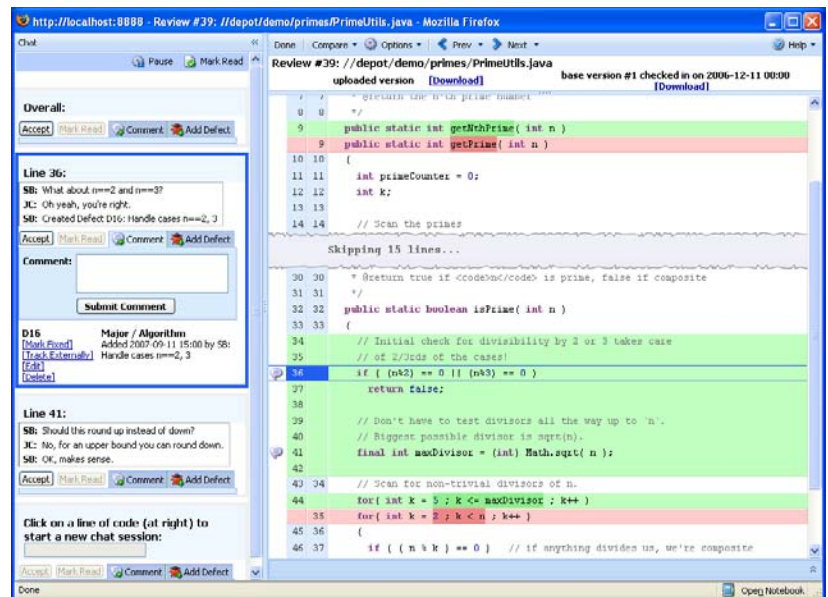 http://localhost:8888 - Review #39: //depot/demo/primes/PrimeUtils.java - Mozilla Firefox
Chat
Pause Mark Read
Overall:
Accept Mark Read Comment Add Defect
Line 36:
SB: What about n==2 and n==3?
JC: Oh yeah, you're right.
SB: Created Defect D16: Handle cases n==2, 3
Accept Mark Read Comment Add Defect
Comment:
Submit Comment
D16 Major / Algorithm
[Mark Fixed] Added 2007-09-11 15:00 by SB:
[Track Externally] Handle cases n==2, 3
[Edit]
[Delete]
Line 41:
SB: Should this round up instead of down?
JC: No, for an upper bound you can round down.
SB: OK, makes sense.
Accept Mark Read Comment Add Defect
Click on a line of code (at right) to
start a new chat session:
Accept Mark Read Comment Add Defect
Done Compare Options Prev Next Help
Review #39: //depot/demo/primes/PrimeUtils.java
uploaded version [Download] base version #1 checked in on 2006-12-11 00:00
[Download]
7 7 * @return the n'th prime number
8 8 */
9 public static int getNthPrime( int n )
9 public static int getPrime( int n )
10 10 {
11 11 int primeCounter = 0;
12 12 int k;
13 13
14 14 // Scan the primes
Skipping 15 lines...
30 30 * @return true if <code>n</code> is prime, false if composite
31 31 */
32 32 public static boolean isPrime( int n )
33 33 {
34 // Initial check for divisibility by 2 or 3 takes care
35 // of 2/3rds of the cases!
36 if ( (n%2) == 0 || (n%3) == 0 )
37 return false;
38
39 // Don't have to test divisors all the way up to `n`.
40 // Biggest possible divisor is sqrt(n).
41 final int maxDivisor = (int) Math.sqrt( n );
42
43 34 // Scan for non-trivial divisors of n.
44 for( int k = 5 ; k <= maxDivisor ; k++ )
35 for( int k = 2 ; k < n ; k++ )
45 36 {
46 37 if ( ( n % k ) == 0 ) // if anything divides us, we're composite
Done
Open Notebook